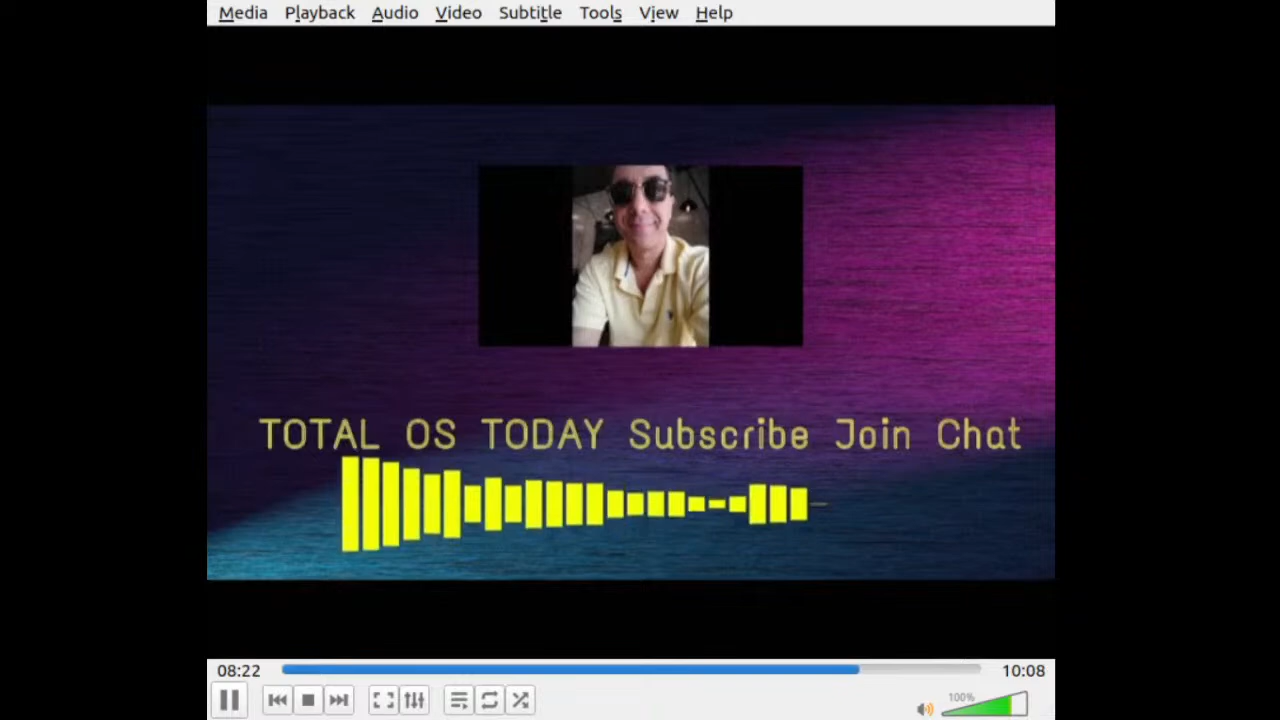 Media Playback Audio Video Subtitle Tools View Help
TOTAL OS TODAY Subscribe Join Chat
08:22 10:08
100%